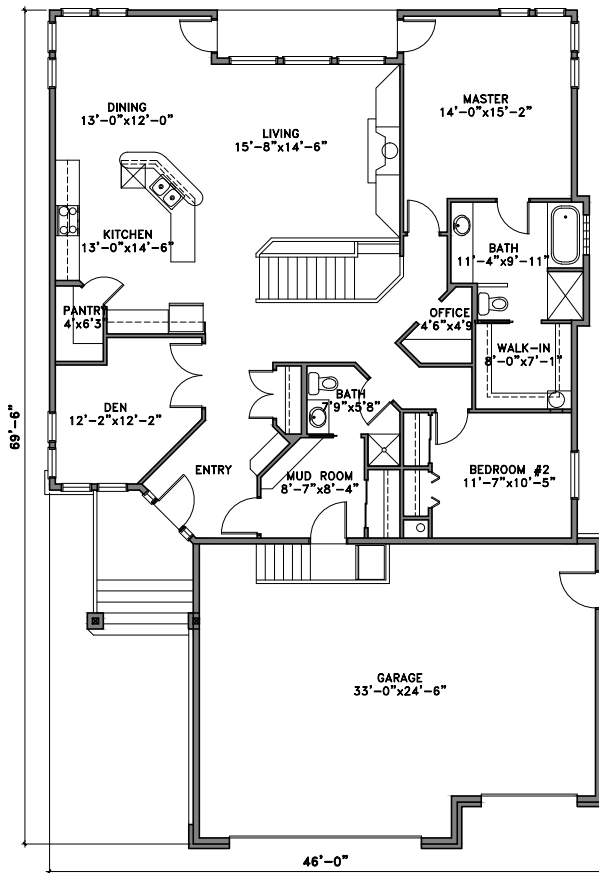 DINING
13'-0"x12'-0"
LIVING
15'-8"x14'-6"
MASTER
14'-0"x15'-2"
KITCHEN
13'-0"x14'-6"
BATH
11'-4"x9'-11"
PANTRY
4'x6'3"
OFFICE
4'6"x4'9
WALK-IN
8'-0"x7'-1"
DEN
12'-2"x12'-2"
BATH
7'9"x5'8"
ENTRY
MUD ROOM
8'-7"x8'-4"
BEDROOM #2
11'-7"x10'-5"
69'-6"
GARAGE
33'-0"x24'-6"
46'-0"